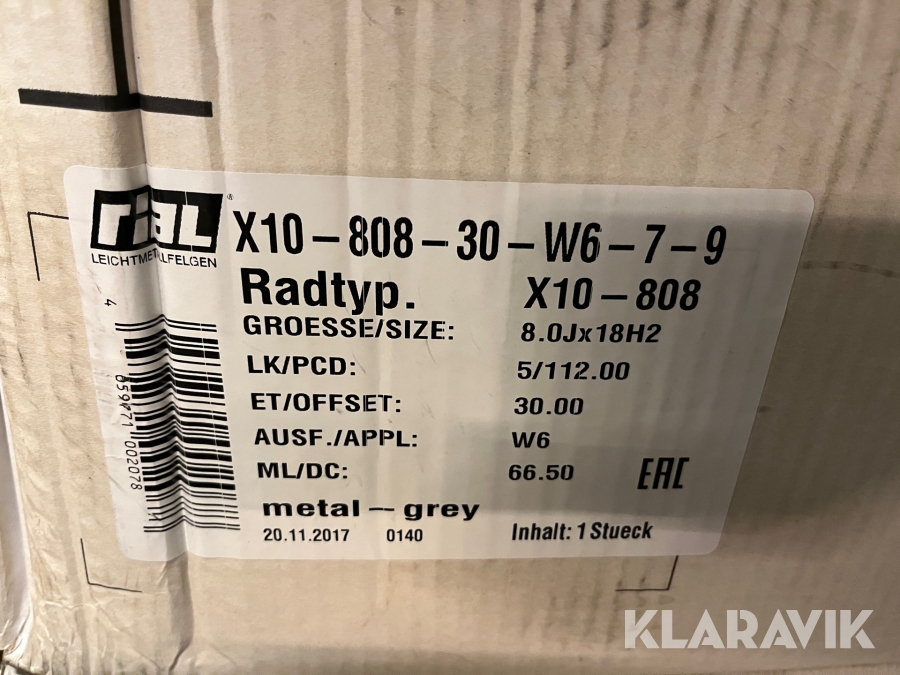 rial®
LEICHTMETALLFELGEN
X10-808-30-W6-7-9
Radtyp. X10-808
GROESSE/SIZE: 8.0Jx18H2
LK/PCD: 5/112.00
ET/OFFSET: 30.00
AUSF./APPL: W6
ML/DC: 66.50
EAC
metal-grey
20.11.2017 0140
Inhalt: 1 Stueck
KLARAVIK